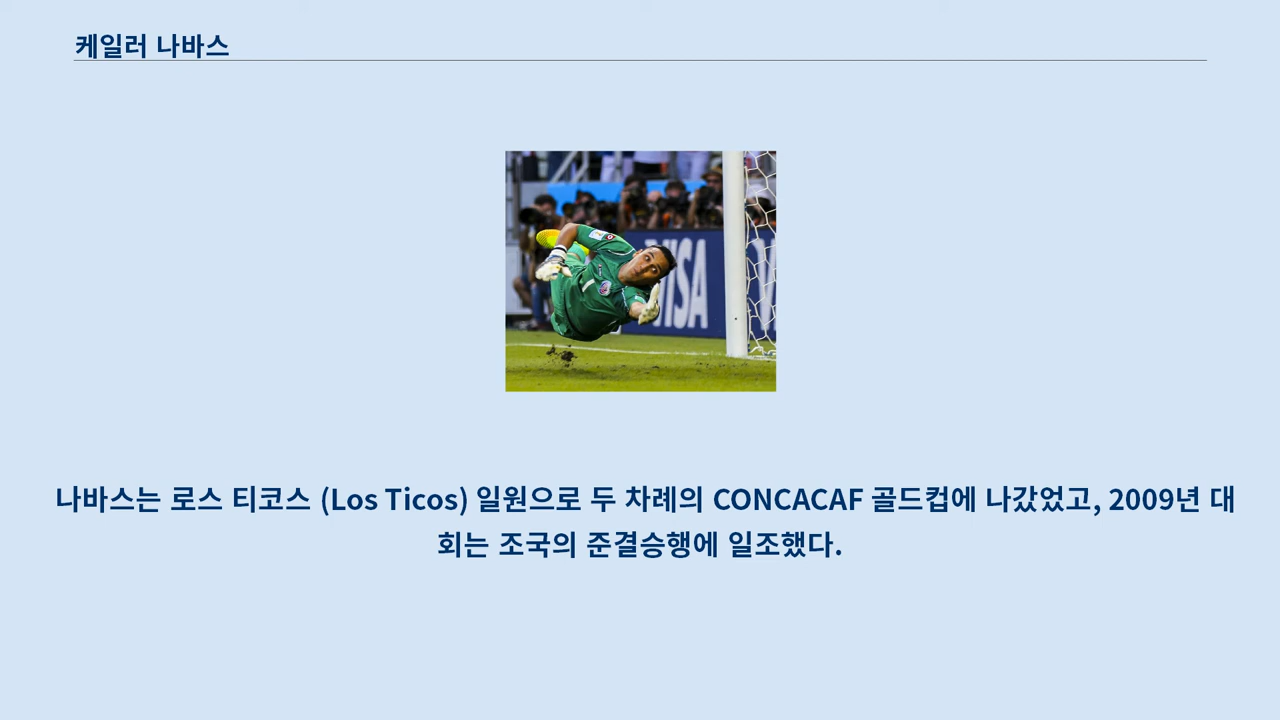 케일러 나바스
VISA
나바스는 로스 티코스 (Los Ticos) 일원으로 두 차례의 CONCACAF 골드컵에 나갔었고, 2009년 대
회는 조국의 준결승행에 일조했다.